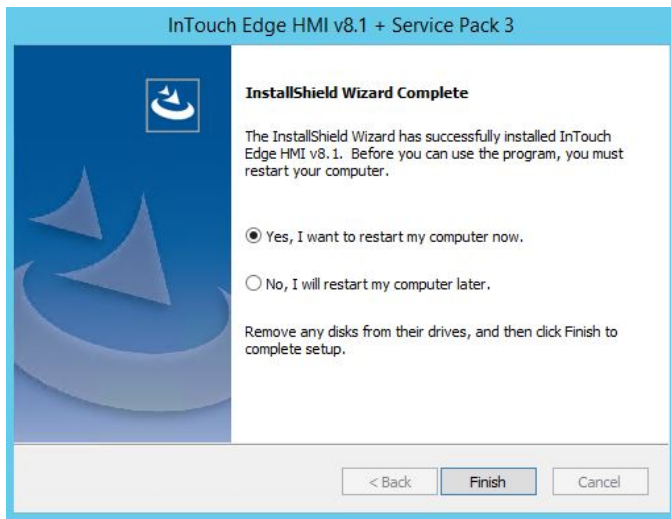 InTouch Edge HMI v8.1 + Service Pack 3
InstallShield Wizard Complete
The InstallShield Wizard has successfully installed InTouch
Edge HMI v8.1. Before you can use the program, you must
restart your computer.
Yes, I want to restart my computer now.
No, I will restart my computer later.
Remove any disks from their drives, and then click Finish to
complete setup.
< Back Finish Cancel